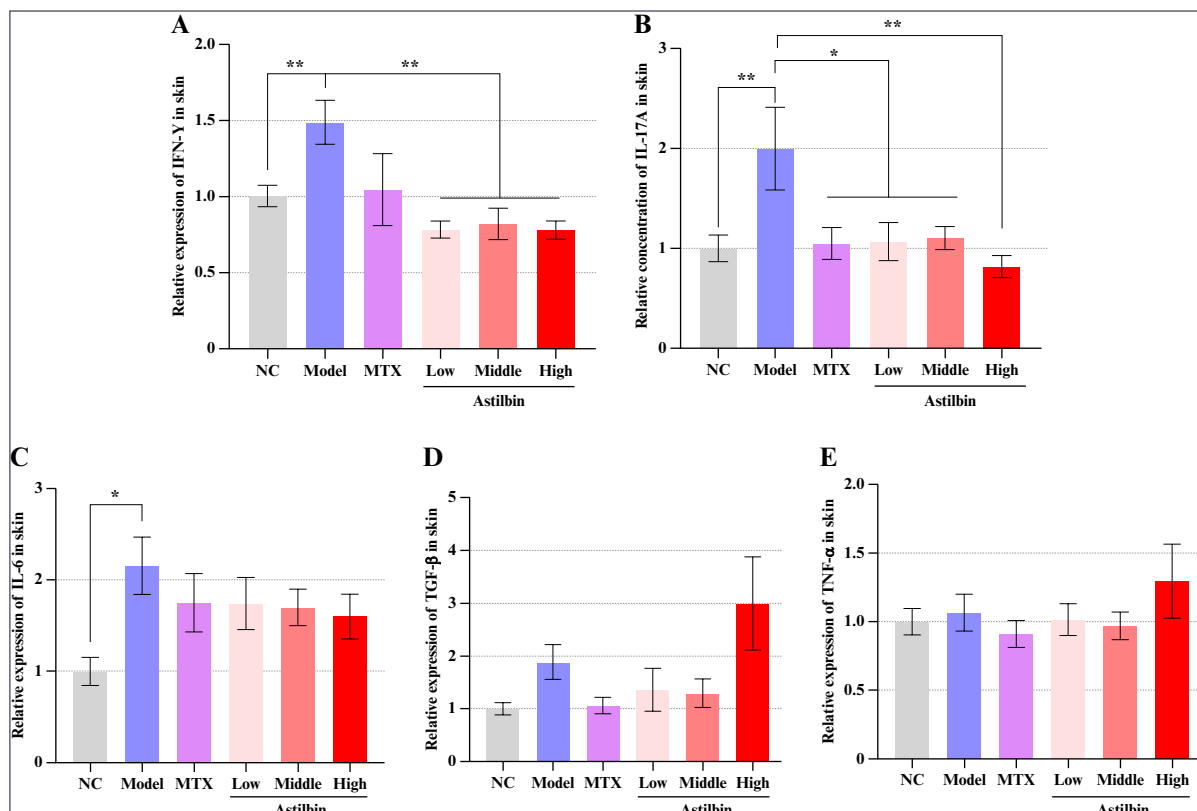 A
Relative expression of IFN-Y in skin
2.0
1.5
1.0
0.5
0
**
**
NC Model MTX Low Middle High
Astilbin
B
Relative concentration of IL-17A in skin
3
2
1
0
**
*
**
NC Model MTX Low Middle High
Astilbin
C
Relative expression of IL-6 in skin
3
2
1
0
*
NC Model MTX Low Middle High
Astilbin
D
Relative expression of TGF-β in skin
5
4
3
2
1
0
NC Model MTX Low Middle High
Astilbin
E
Relative expression of TNF-α in skin
2.0
1.5
1.0
0.5
0
NC Model MTX Low Middle High
Astilbin